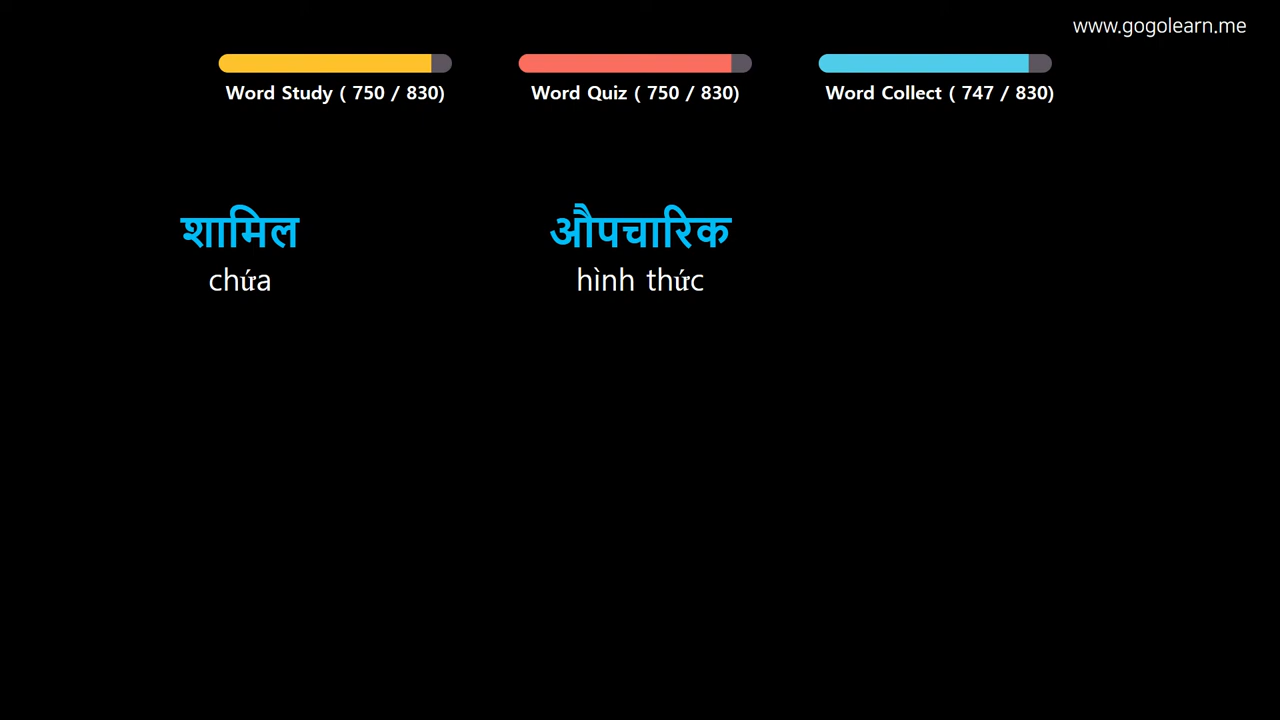 www.gogolearn.me
Word Study ( 750 / 830)
Word Quiz ( 750 / 830)
Word Collect ( 747 / 830)
शामिल
chứa
औपचारिक
hình thức